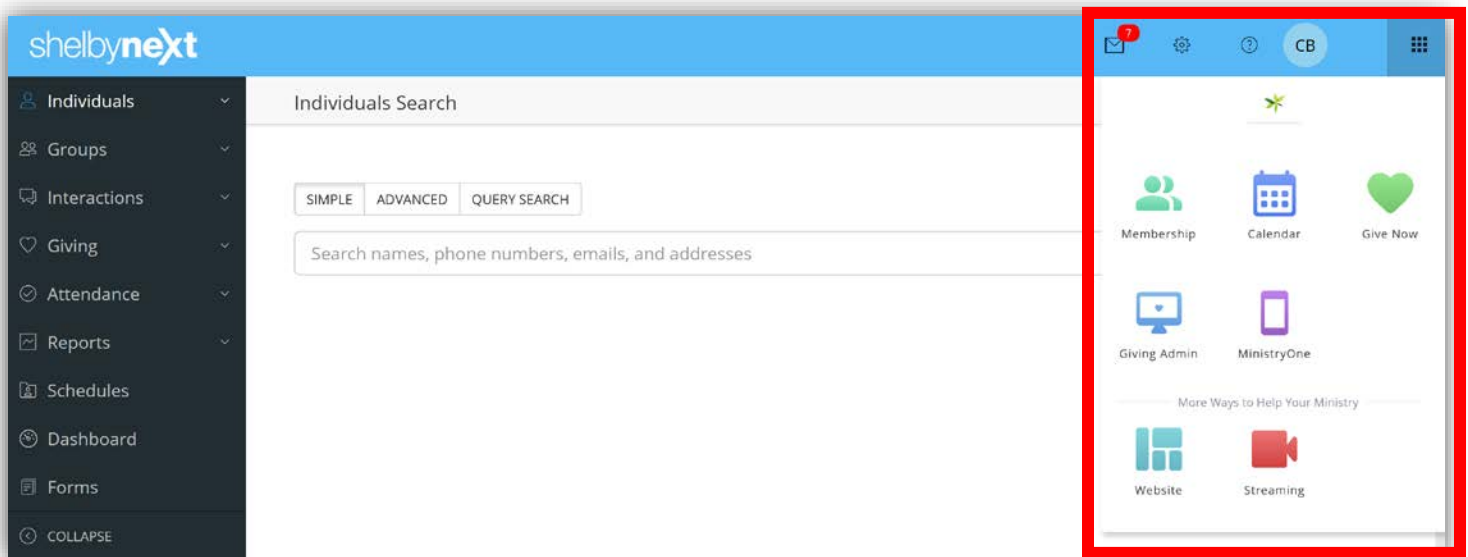 shelbynext
7
CB
Individuals
Groups
Interactions
Giving
Attendance
Reports
Schedules
Dashboard
Forms
COLLAPSE
Individuals Search
SIMPLE ADVANCED QUERY SEARCH
Search names, phone numbers, emails, and addresses
Membership Calendar Give Now
Giving Admin MinistryOne
More Ways to Help Your Ministry
Website Streaming